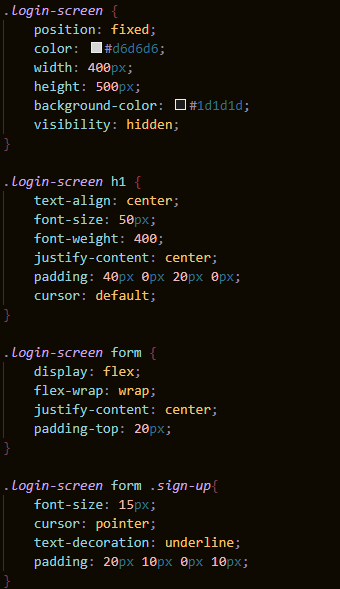 .login-screen {
    position: fixed;
    color: #d6d6d6;
    width: 400px;
    height: 500px;
    background-color: #1d1d1d;
    visibility: hidden;
}

.login-screen h1 {
    text-align: center;
    font-size: 50px;
    font-weight: 400;
    justify-content: center;
    padding: 40px 0px 20px 0px;
    cursor: default;
}

.login-screen form {
    display: flex;
    flex-wrap: wrap;
    justify-content: center;
    padding-top: 20px;
}

.login-screen form .sign-up{
    font-size: 15px;
    cursor: pointer;
    text-decoration: underline;
    padding: 20px 10px 0px 10px;
}